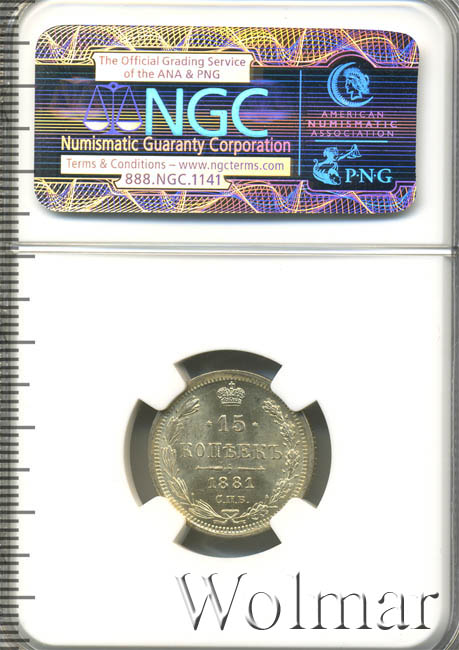 The Official Grading Service
of the ANA & PNG
NGC
Numismatic Guaranty Corporation
Terms & Conditions – www.ngcterms.com
888.NGC.1141
AMERICAN
NUMISMATIC
ASSOCIATION
P·N·G
·15·
КОПѢЕКЪ
1881
С.П.Б.
Wolmar